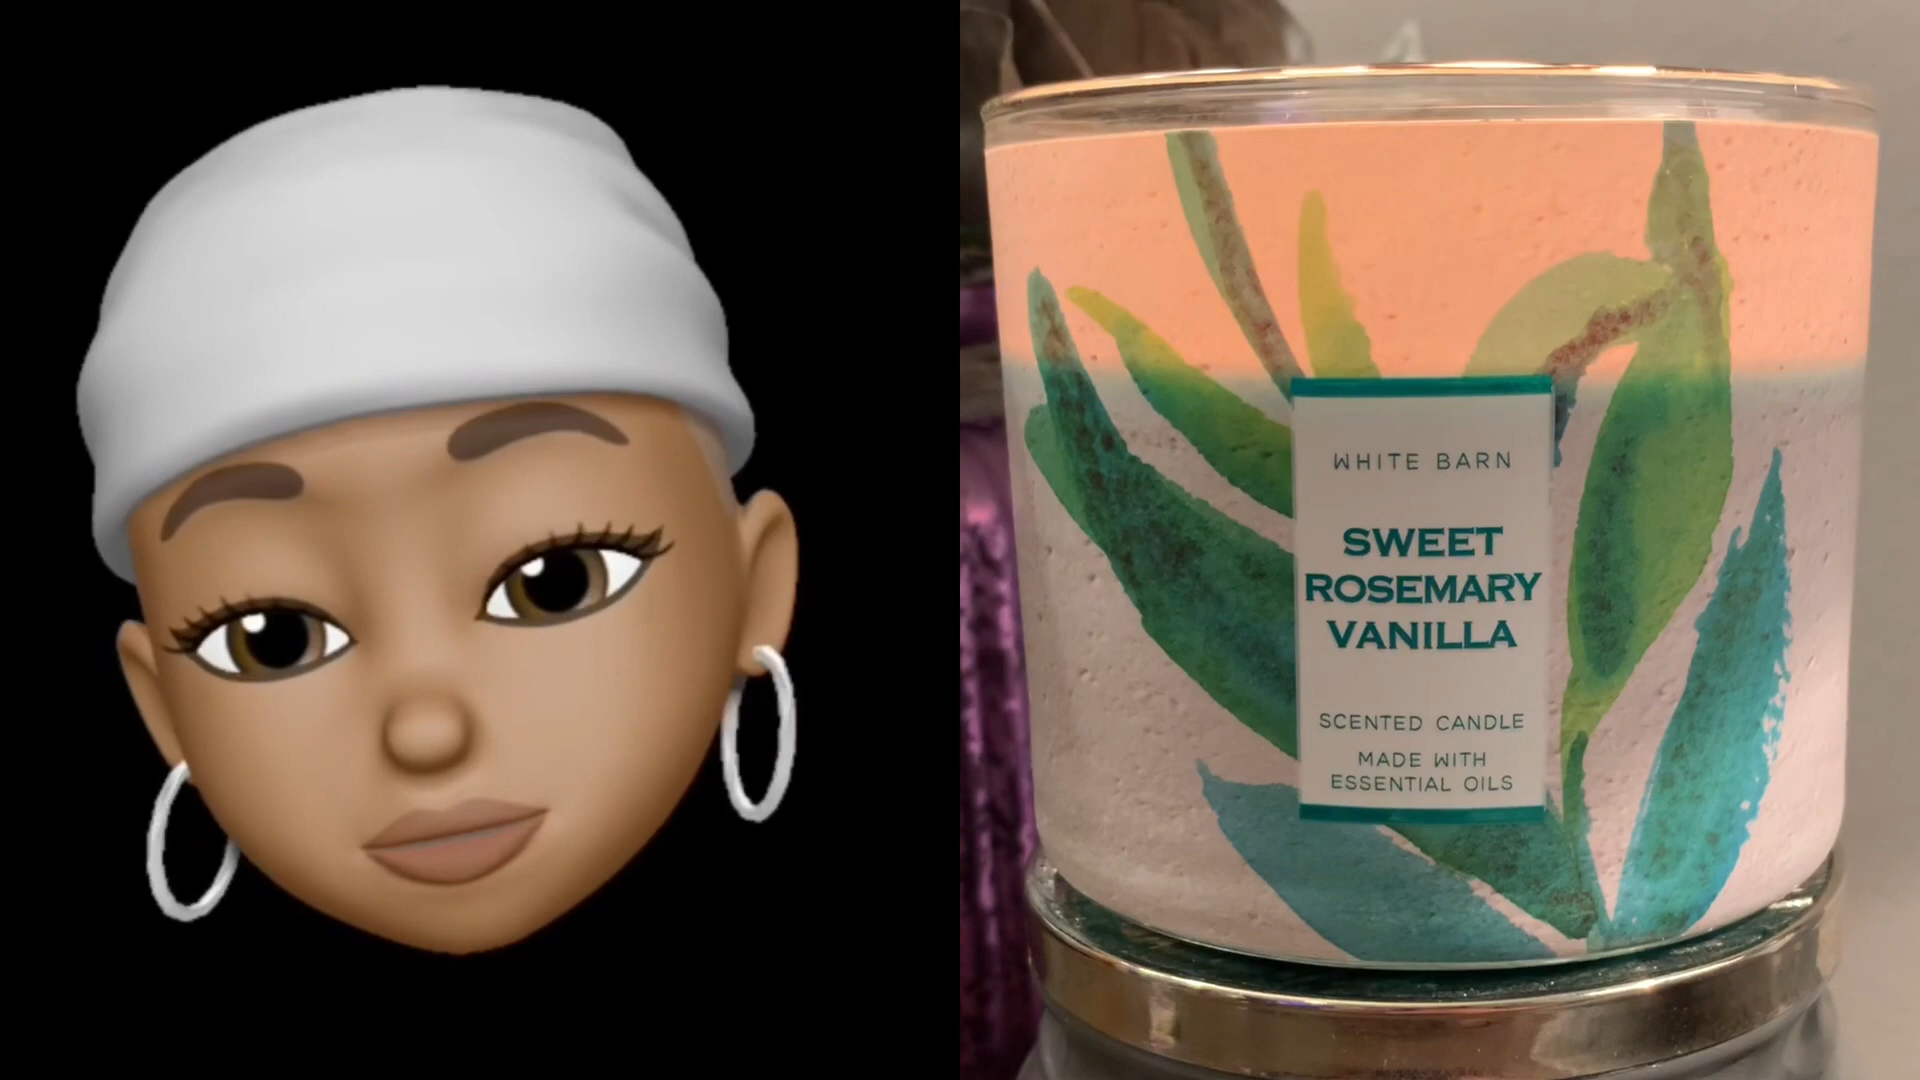 WHITE BARN
SWEET
ROSEMARY
VANILLA
SCENTED CANDLE
MADE WITH
ESSENTIAL OILS